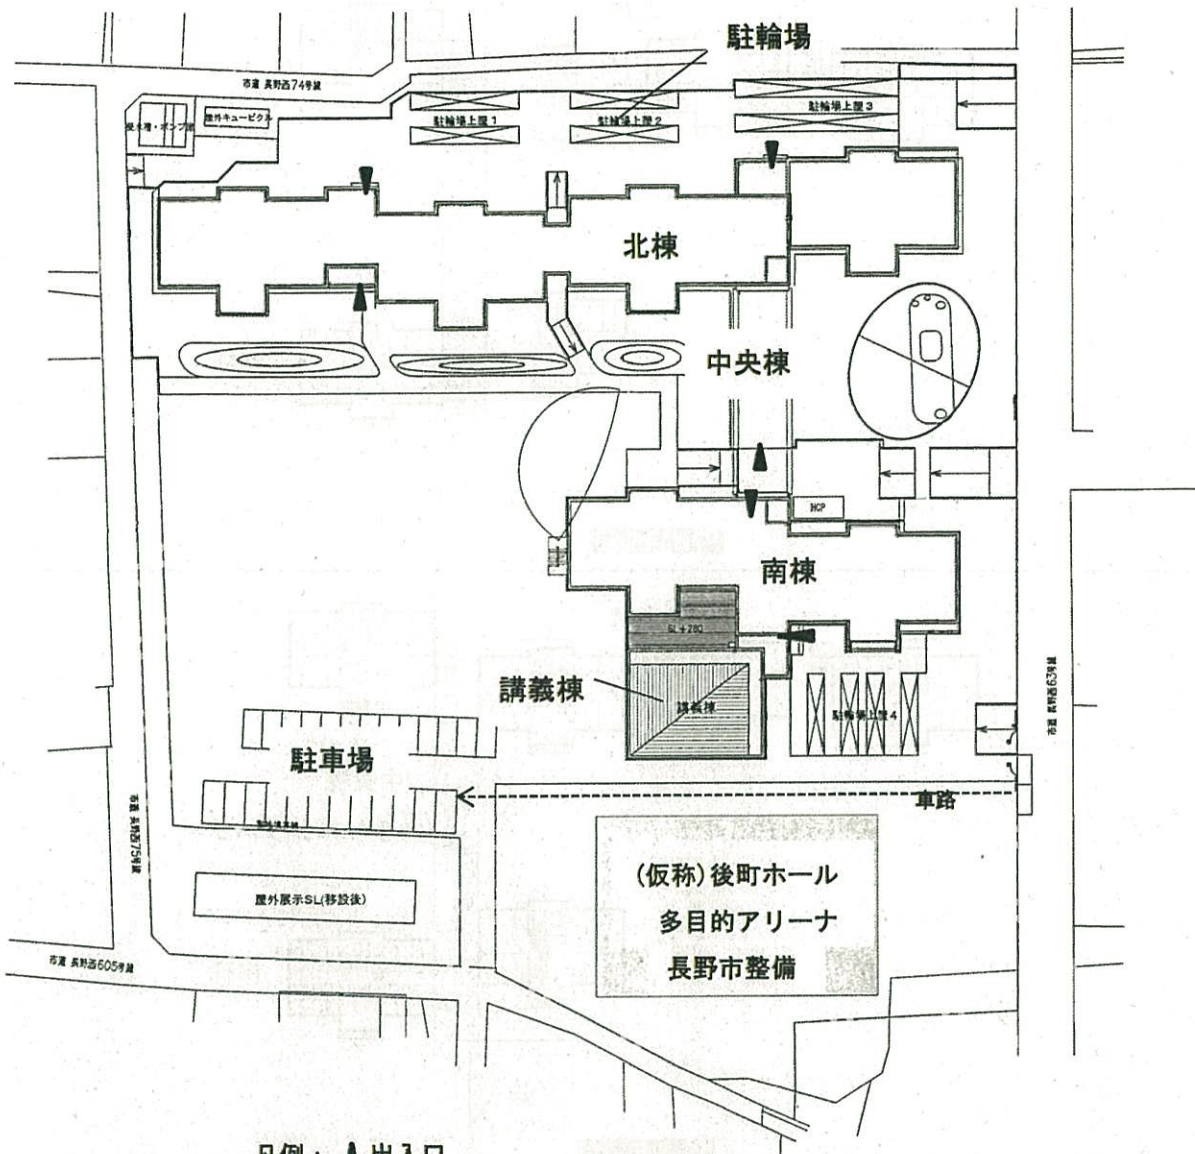 駐輪場
市道 長野西74号線
受水槽・ポンプ室
屋外キュービクル
駐輪場上屋1
駐輪場上屋2
駐輪場上屋3
北棟
中央棟
HCP
南棟
GL+280
講義棟
講義棟
駐輪場上屋4
市道 長野西63号線
駐車場
車路
市道 長野西75号線
(仮称)後町ホール
多目的アリーナ
長野市整備
屋外展示SL(移設後)
市道 長野西605号線
凡例:▲出入口